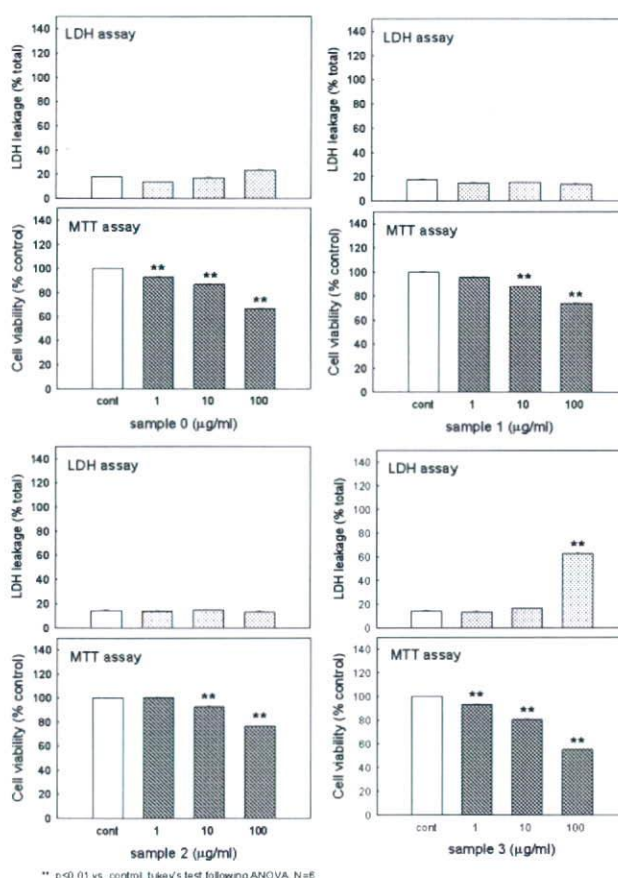 LDH assay
LDH leakage (% total)
140
120
100
80
60
40
20
0
MTT assay
Cell viability (% control)
140
120
100
80
60
40
20
0
** ** **
cont 1 10 100
sample 0 (μg/ml)
LDH assay
LDH leakage (% total)
140
120
100
80
60
40
20
0
MTT assay
Cell viability (% control)
140
120
100
80
60
40
20
0
** **
cont 1 10 100
sample 1 (μg/ml)
LDH assay
LDH leakage (% total)
140
120
100
80
60
40
20
0
MTT assay
Cell viability (% control)
140
120
100
80
60
40
20
0
** **
cont 1 10 100
sample 2 (μg/ml)
LDH assay
LDH leakage (% total)
140
120
100
80
60
40
20
0
**
MTT assay
Cell viability (% control)
140
120
100
80
60
40
20
0
** ** **
cont 1 10 100
sample 3 (μg/ml)
** p<0.01 vs. control, tukey's test following ANOVA, N=6